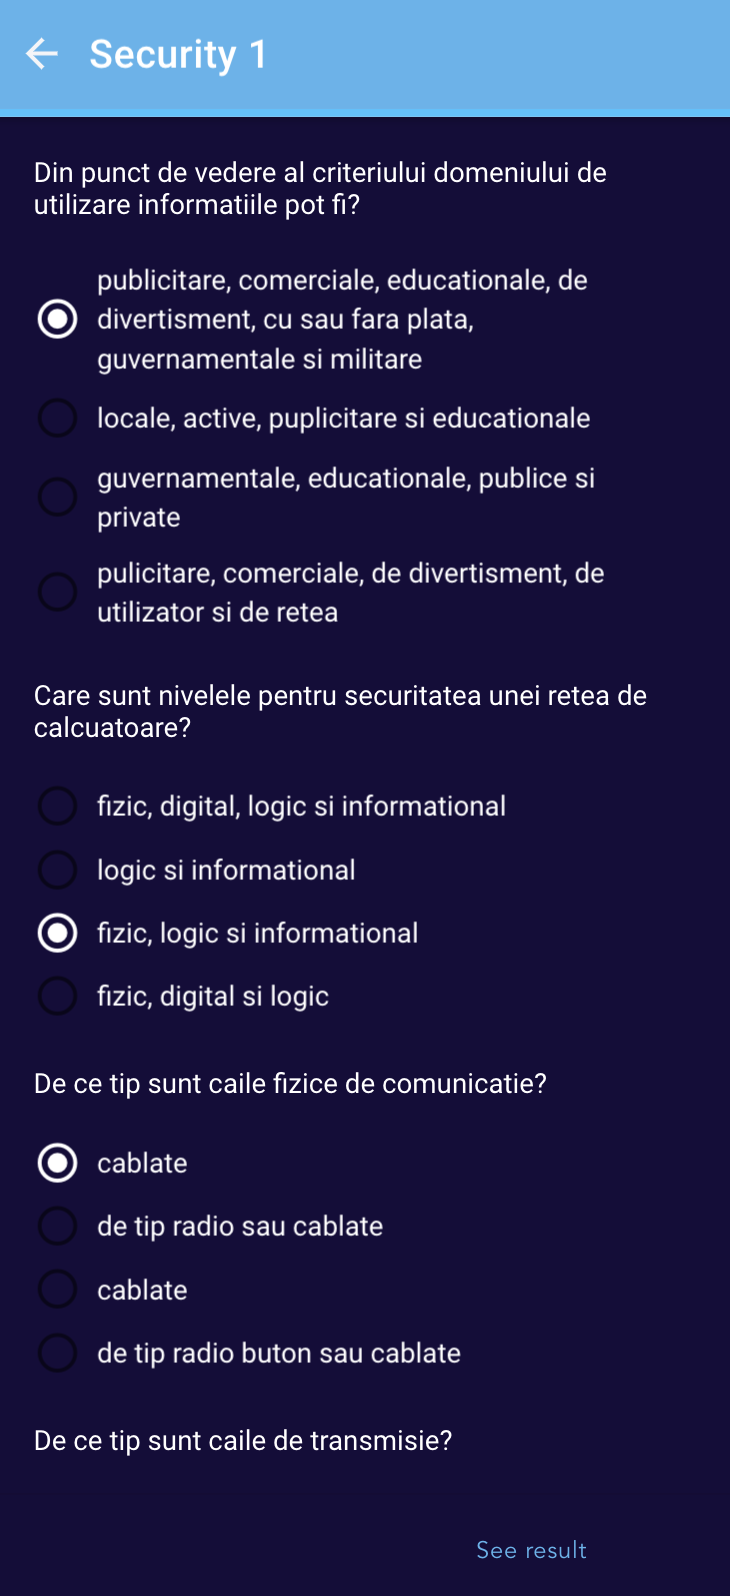 Security 1
Din punct de vedere al criteriului domeniului de
utilizare informatiile pot fi?
publicitare, comerciale, educationale, de
divertisment, cu sau fara plata,
guvernamentale si militare
locale, active, puplicitare si educationale
guvernamentale, educationale, publice si
private
pulicitare, comerciale, de divertisment, de
utilizator si de retea
Care sunt nivelele pentru securitatea unei retea de
calcuatoare?
fizic, digital, logic si informational
logic si informational
fizic, logic si informational
fizic, digital si logic
De ce tip sunt caile fizice de comunicatie?
cablate
de tip radio sau cablate
cablate
de tip radio buton sau cablate
De ce tip sunt caile de transmisie?
See result